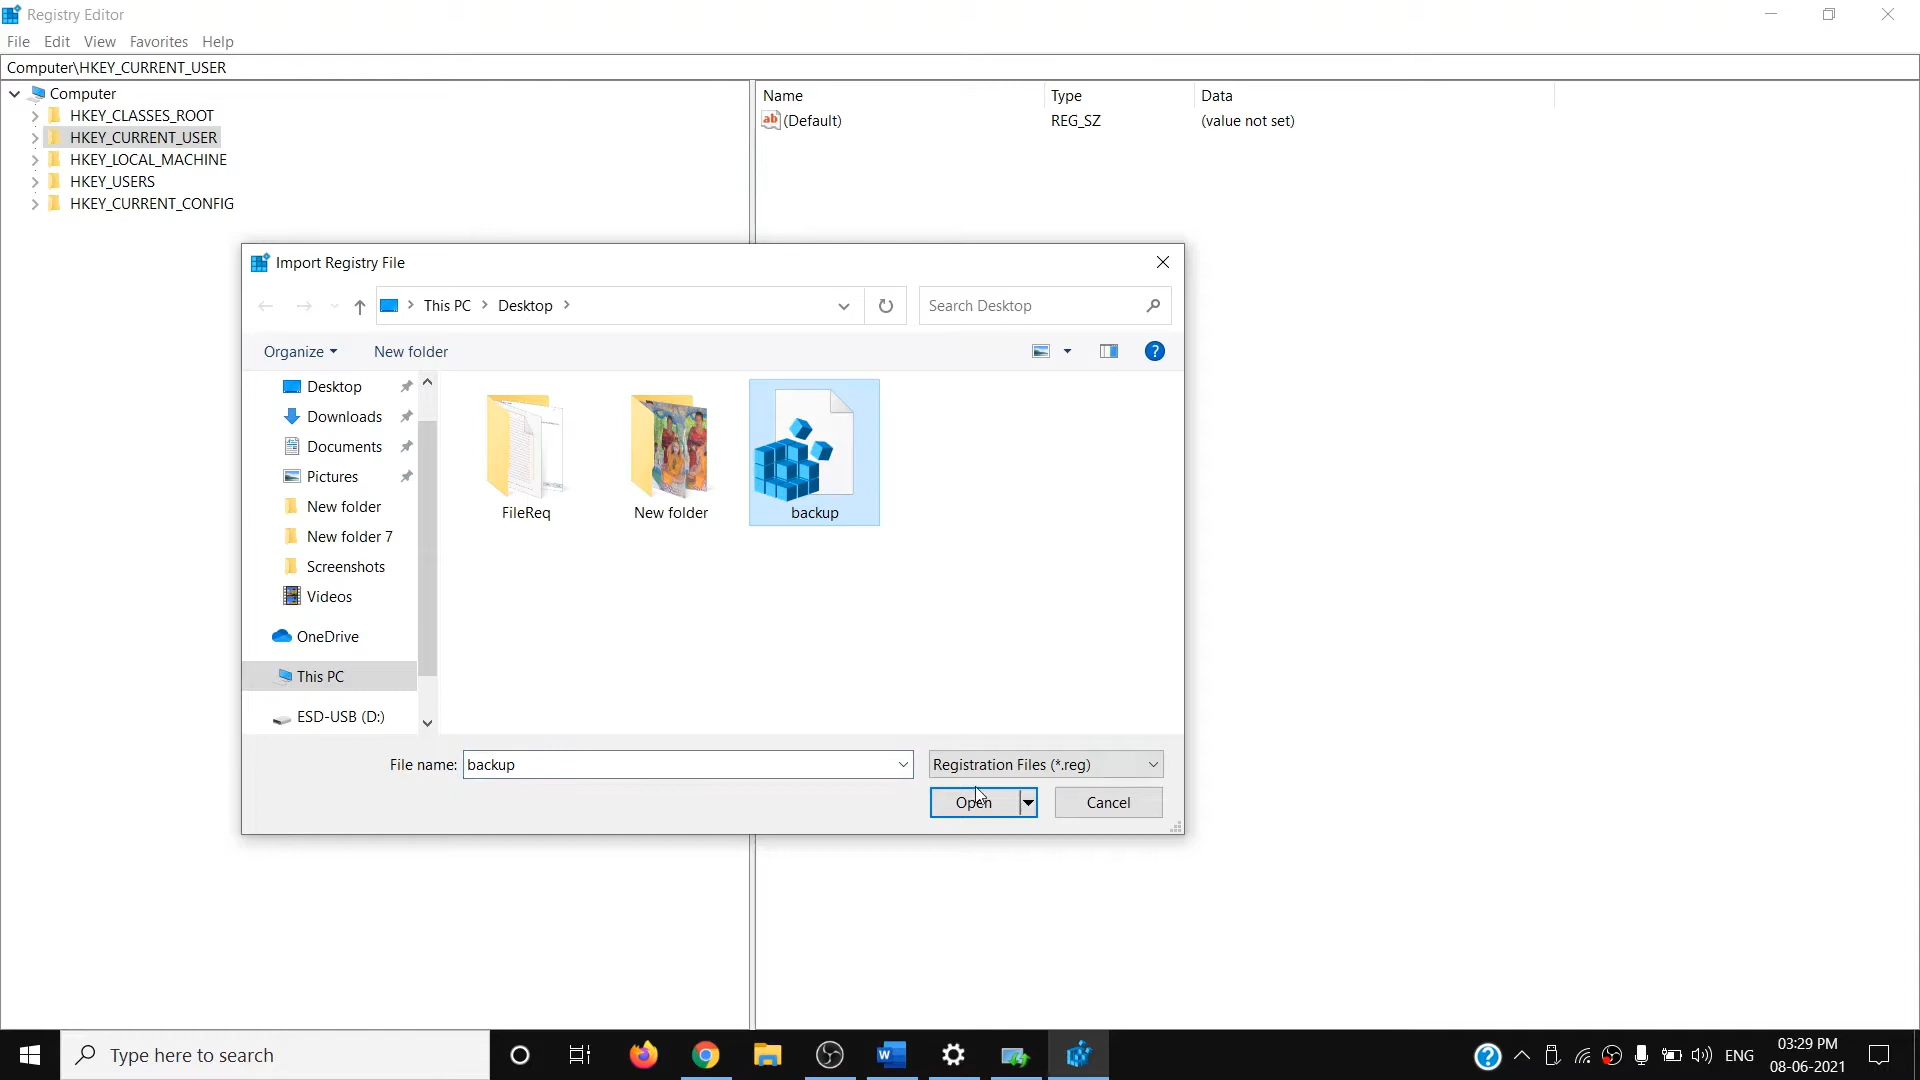 Registry Editor
File Edit View Favorites Help
Computer\HKEY_CURRENT_USER
Computer
HKEY_CLASSES_ROOT
HKEY_CURRENT_USER
HKEY_LOCAL_MACHINE
HKEY_USERS
HKEY_CURRENT_CONFIG
Name Type Data
ab (Default) REG_SZ (value not set)
Import Registry File
This PC Desktop
Search Desktop
Organize New folder
?
Desktop
Downloads
Documents
Pictures
New folder
New folder 7
Screenshots
Videos
OneDrive
This PC
ESD-USB (D:)
FileReq
New folder
backup
File name: backup
Registration Files (*.reg)
Open
Cancel
Type here to search
W
?
ENG
03:29 PM
08-06-2021